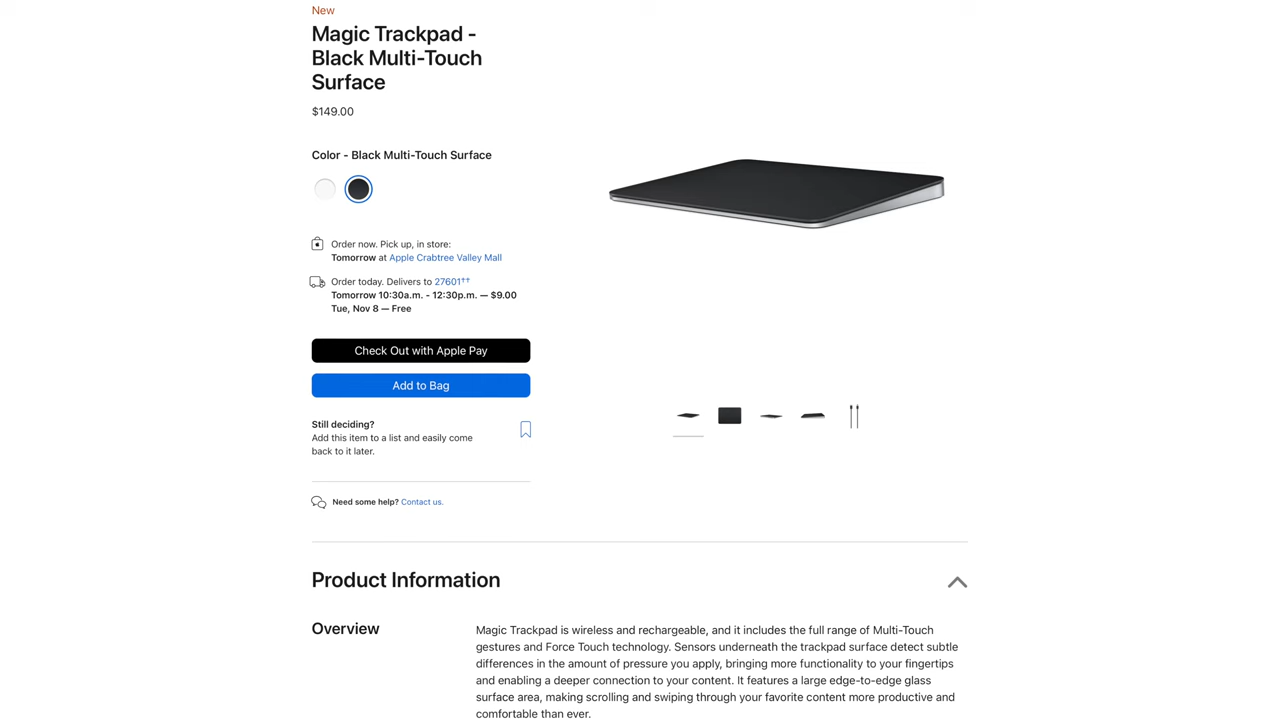 New
Magic Trackpad -
Black Multi-Touch
Surface
$149.00
Color - Black Multi-Touch Surface
Order now. Pick up, in store:
Tomorrow at Apple Crabtree Valley Mall
Order today. Delivers to 27601††
Tomorrow 10:30a.m. - 12:30p.m. — $9.00
Tue, Nov 8 — Free
Check Out with Apple Pay
Add to Bag
Still deciding?
Add this item to a list and easily come
back to it later.
Need some help? Contact us.
Product Information
Overview
Magic Trackpad is wireless and rechargeable, and it includes the full range of Multi-Touch
gestures and Force Touch technology. Sensors underneath the trackpad surface detect subtle
differences in the amount of pressure you apply, bringing more functionality to your fingertips
and enabling a deeper connection to your content. It features a large edge-to-edge glass
surface area, making scrolling and swiping through your favorite content more productive and
comfortable than ever.